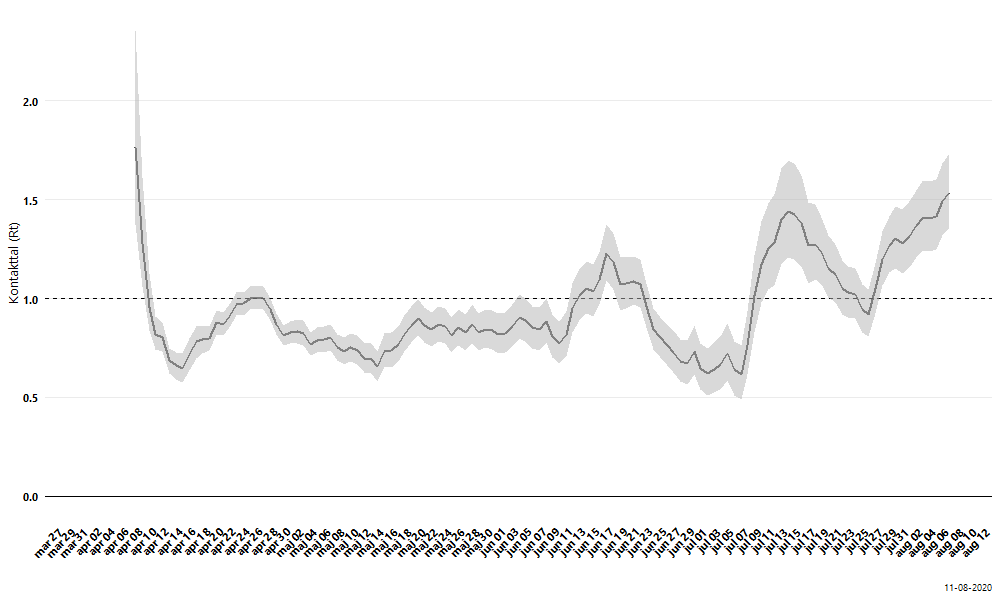 2.0
1.5
1.0
0.5
0.0
Kontakttal (Rt)
mar 27
mar 29
mar 31
apr 02
apr 04
apr 06
apr 08
apr 10
apr 12
apr 14
apr 16
apr 18
apr 20
apr 22
apr 24
apr 26
apr 28
apr 30
maj 02
maj 04
maj 06
maj 08
maj 10
maj 12
maj 14
maj 16
maj 18
maj 20
maj 22
maj 24
maj 26
maj 28
maj 30
jun 01
jun 03
jun 05
jun 07
jun 09
jun 11
jun 13
jun 15
jun 17
jun 19
jun 21
jun 23
jun 25
jun 27
jun 29
jul 01
jul 03
jul 05
jul 07
jul 09
jul 11
jul 13
jul 15
jul 17
jul 19
jul 21
jul 23
jul 25
jul 27
jul 29
jul 31
aug 02
aug 04
aug 06
aug 08
aug 10
aug 12
11-08-2020